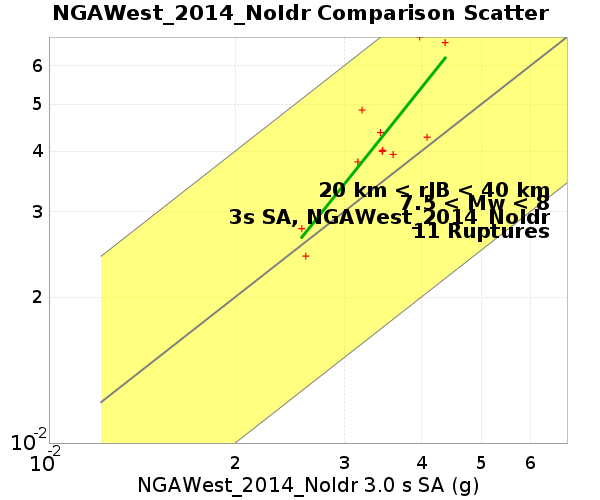 NGAWest_2014_NoIdr Comparison Scatter
6
5
4
3
2
10-2
20 km < rJB < 40 km
7.5 < Mw < 8
3s SA, NGAWest_2014_NoIdr
11 Ruptures
10-2
2
3
4
5
6
NGAWest_2014_NoIdr 3.0 s SA (g)